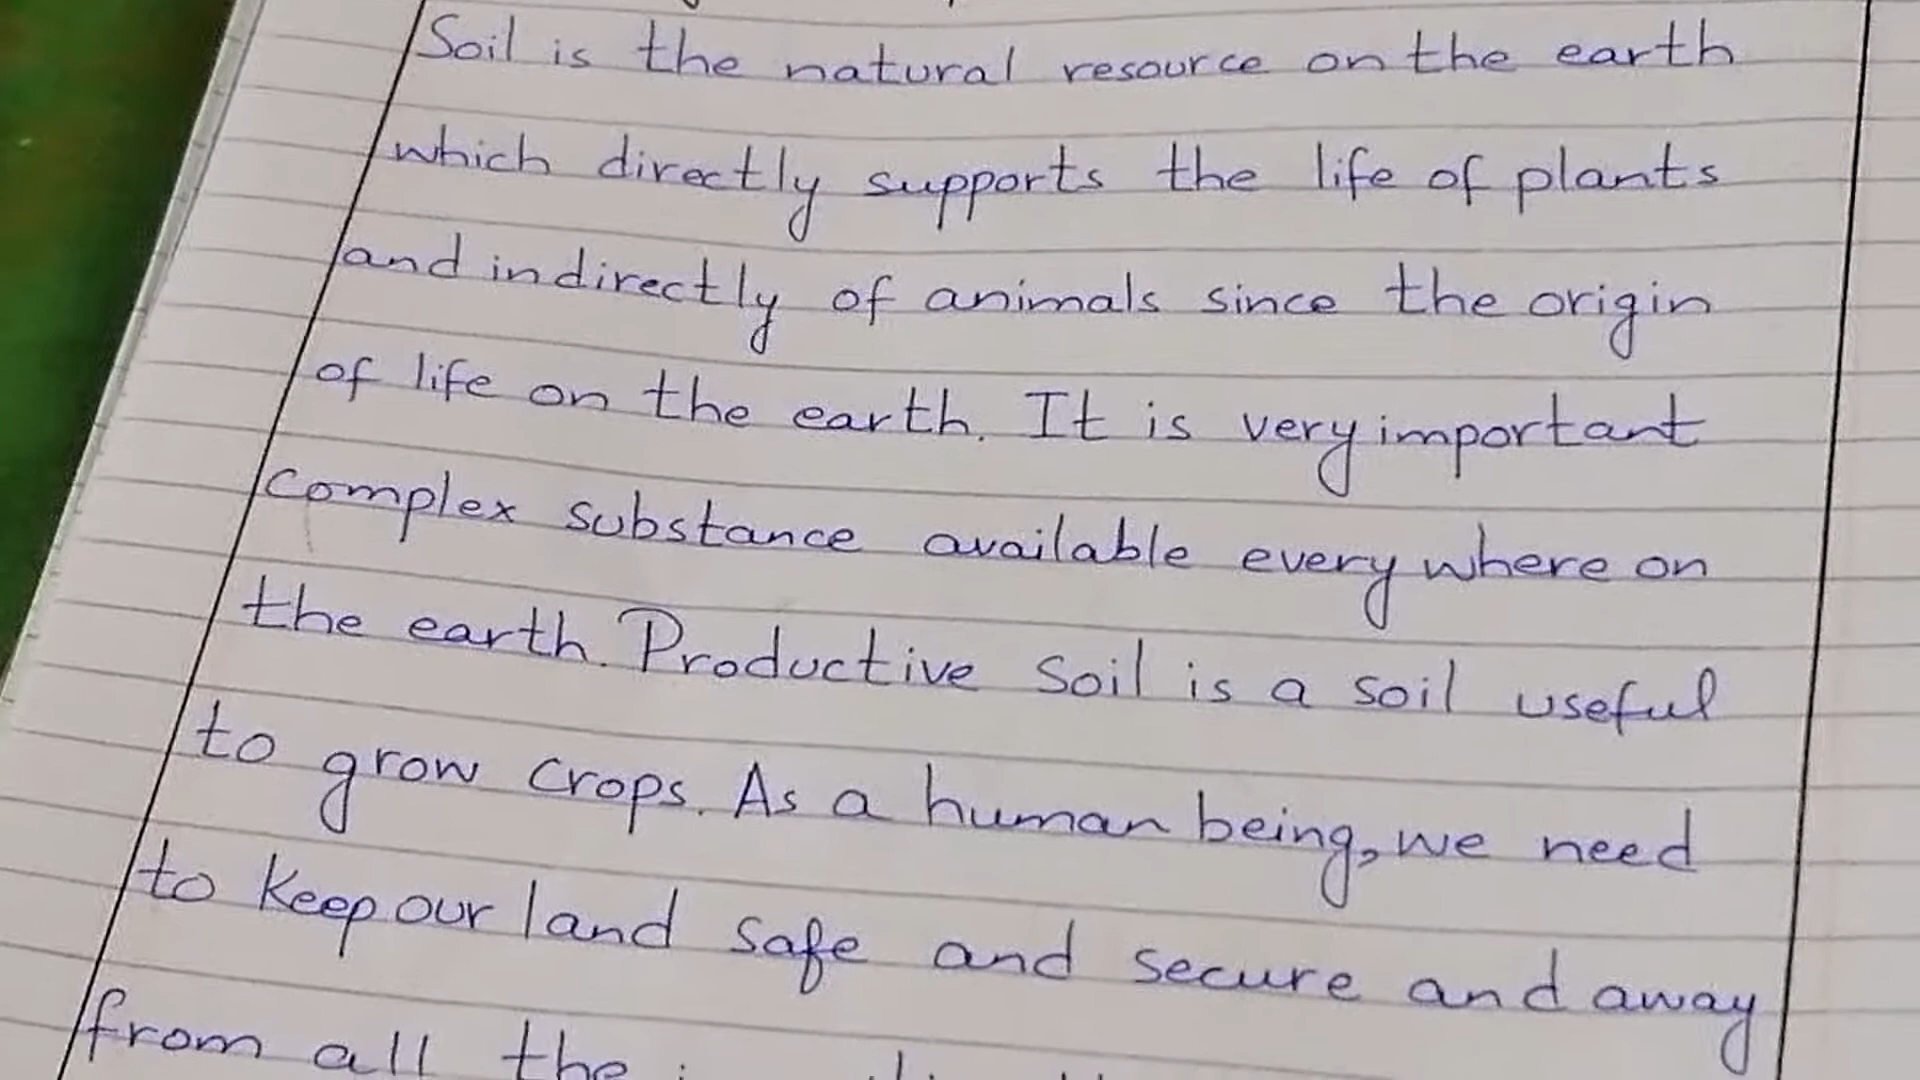 Soil is the natural resource on the earth
which directly supports the life of plants
and indirectly of animals since the origin
of life on the earth. It is very important
complex substance available every where on
the earth. Productive soil is a soil useful
to grow crops. As a human being, we need
to keep our land safe and secure and away
from all the